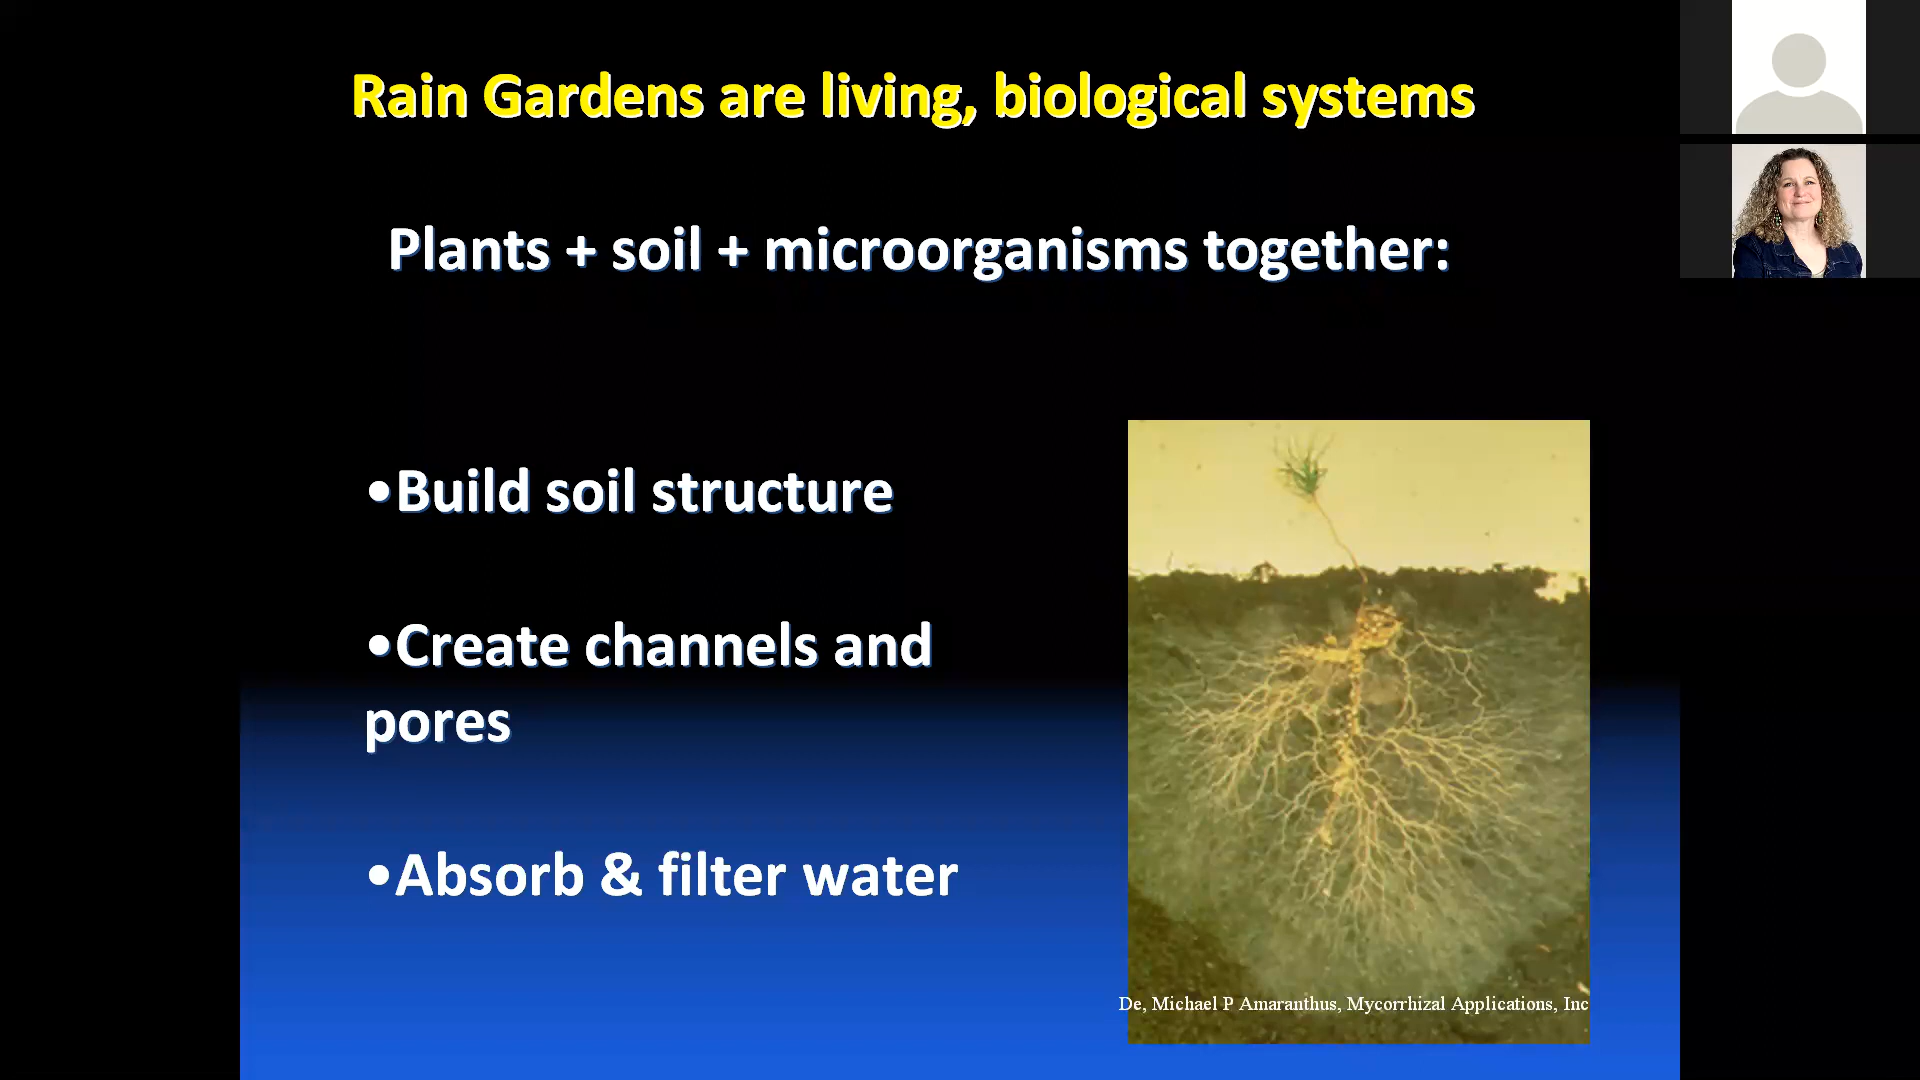 Rain Gardens are living, biological systems
Plants + soil + microorganisms together:
•Build soil structure
•Create channels and
pores
•Absorb & filter water
De, Michael P Amaranthus, Mycorrhizal Applications, Inc